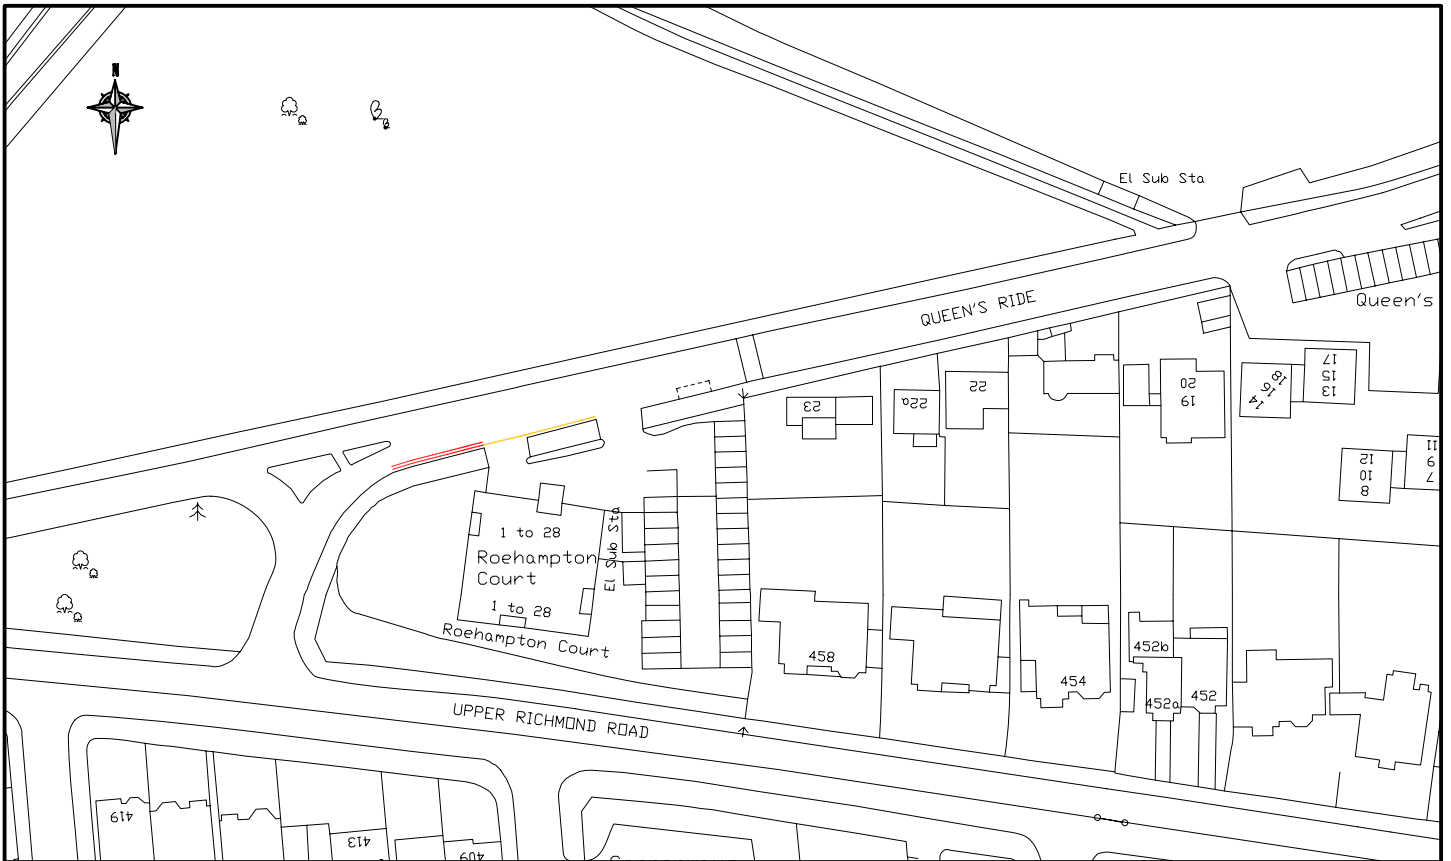 N
El Sub Sta
QUEEN'S RIDE
Queen's
23
22a
22
20
19
18
16
14
17
15
13
12
10
8
11
9
7
1 to 28
Roehampton
Court
1 to 28
El Sub Sta
Roehampton Court
458
454
452b
452a
452
UPPER RICHMOND ROAD
419
413
409